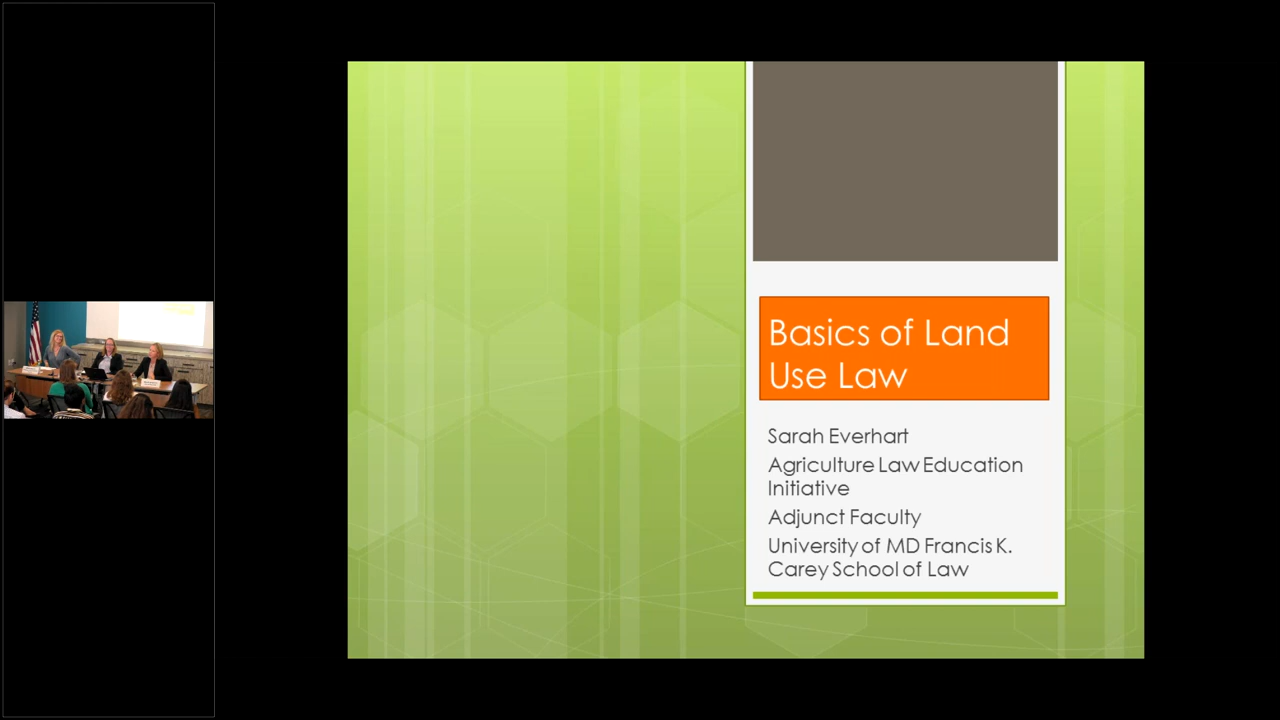 Basics of Land
Use Law
Sarah Everhart
Agriculture Law Education
Initiative
Adjunct Faculty
University of MD Francis K.
Carey School of Law